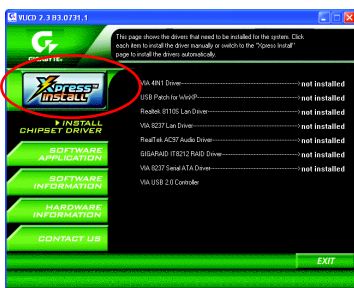 VUCD 2.3 B3.0731.1
This page shows the drivers that need to be installed for the system. Click
each item to install the driver manually or switch to the "Xpress Install"
page to install the drivers automatically.
GIGABYTE
Xpress™
Install
INSTALL
CHIPSET DRIVER
SOFTWARE
APPLICATION
SOFTWARE
INFORMATION
HARDWARE
INFORMATION
CONTACT US
VIA 4IN1 Driver------->not installed
USB Patch for WinXP------->not installed
Realtek 8110S Lan Driver------->not installed
VIA 8237 Lan Driver------->not installed
RealTek AC97 Audio Driver------->not installed
GIGARAID IT8212 RAID Driver------->not installed
VIA 8237 Serial ATA Driver------->not installed
VIA USB 2.0 Controller
EXIT